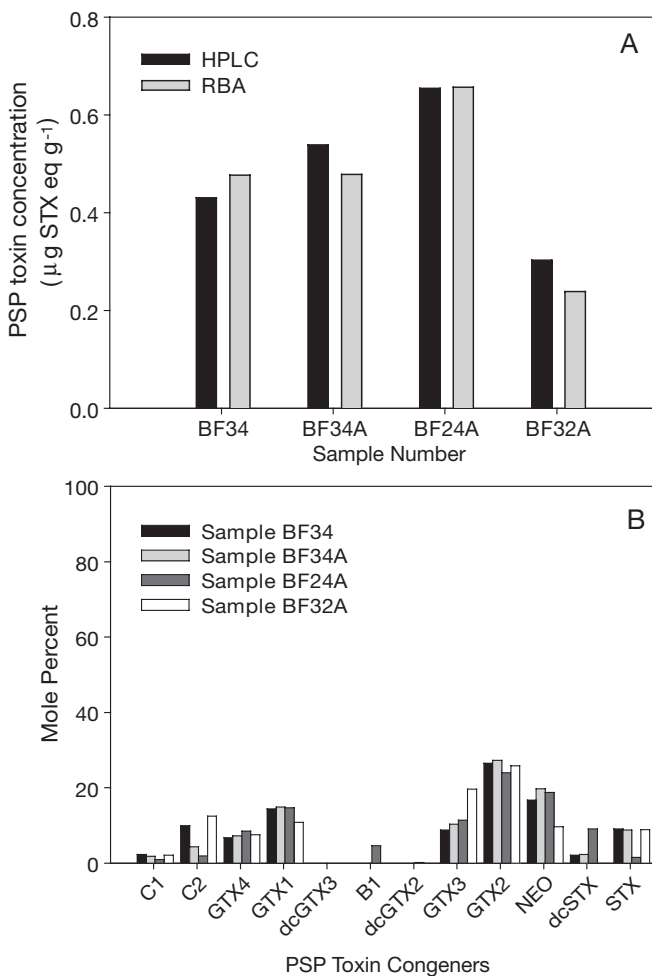 A
HPLC
RBA
PSP toxin concentration
(μg STX eq g-1)
0.8
0.6
0.4
0.2
0.0
BF34 BF34A BF24A BF32A
Sample Number
B
Sample BF34
Sample BF34A
Sample BF24A
Sample BF32A
Mole Percent
100
80
60
40
20
0
C1 C2 GTX4 GTX1 dcGTX3 B1 dcGTX2 GTX3 GTX2 NEO dcSTX STX
PSP Toxin Congeners